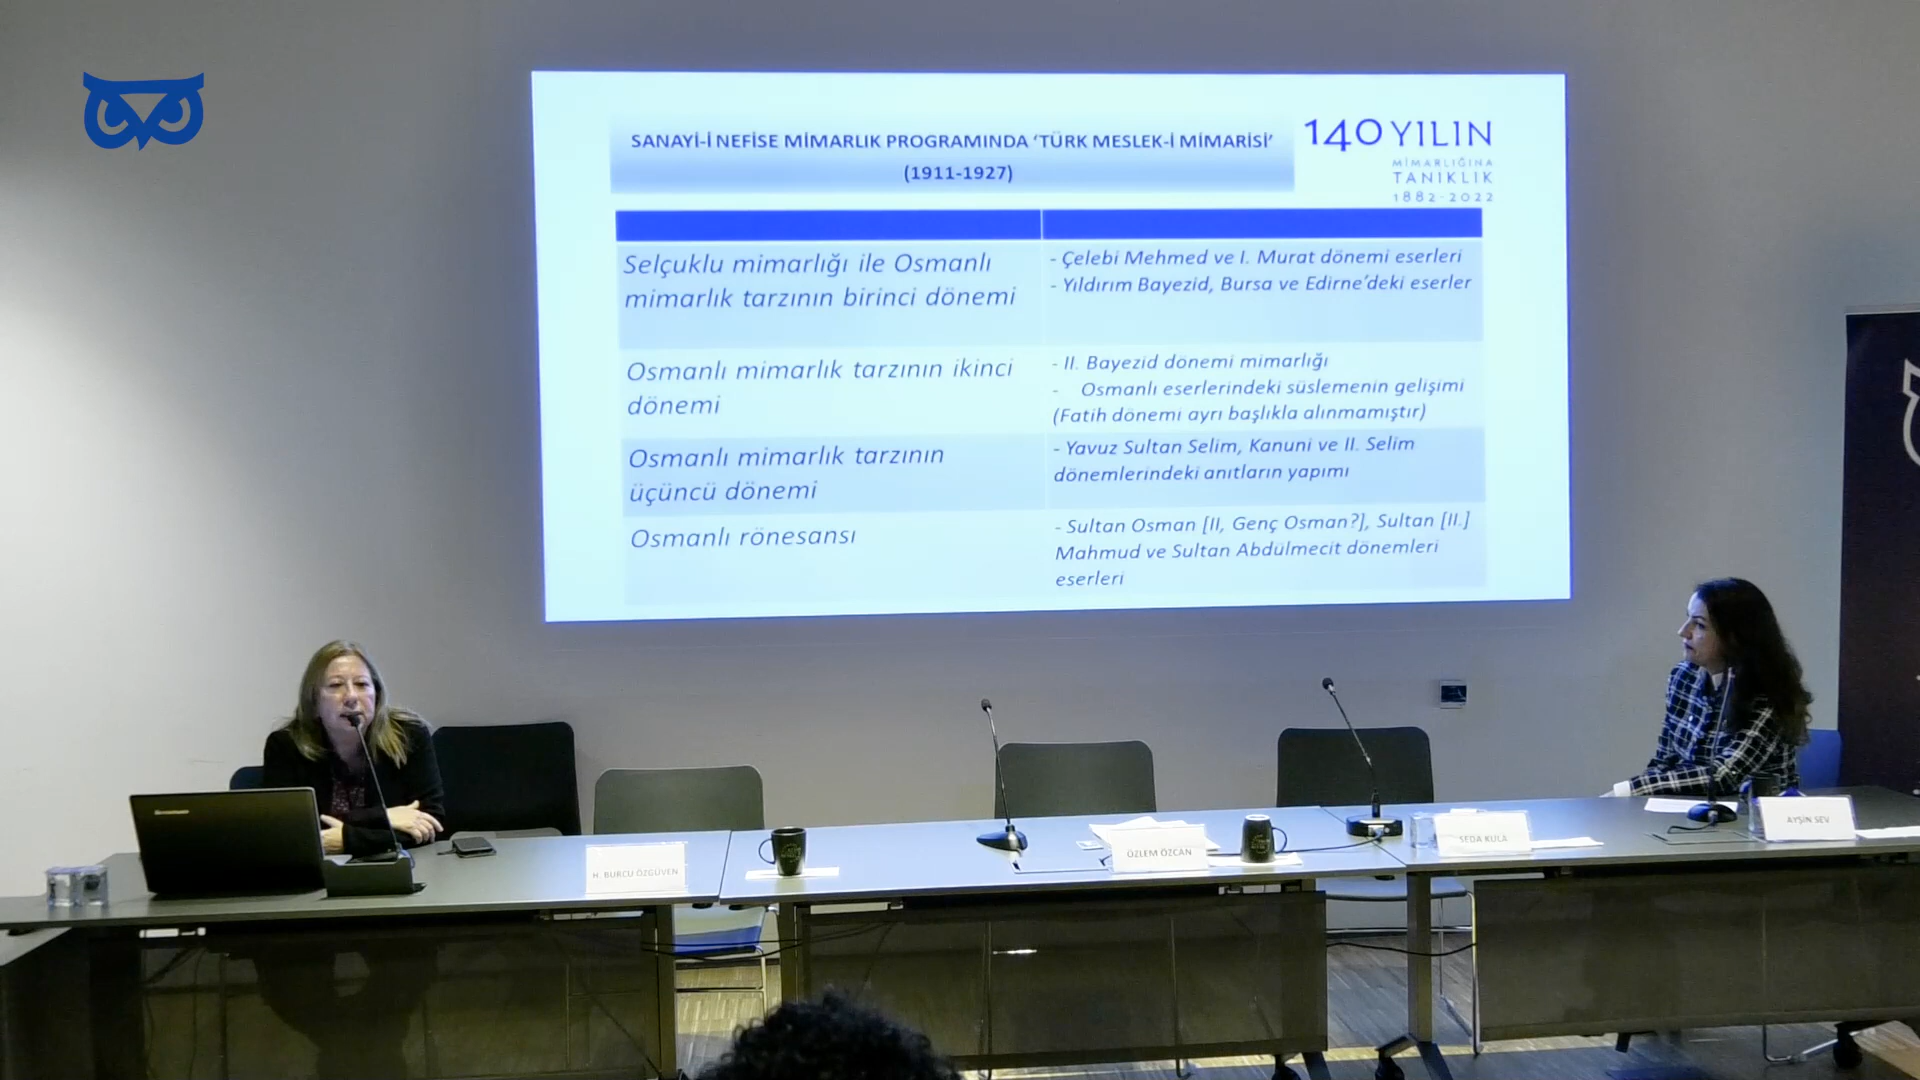 SANAYİ-İ NEFİSE MİMARLIK PROGRAMINDA ‘TÜRK MESLEK-İ MİMARİSİ’
(1911-1927)
140 YILIN
MİMARLIĞINA
TANIKLIK
1882-2022
Selçuklu mimarlığı ile Osmanlı
mimarlık tarzının birinci dönemi
- Çelebi Mehmed ve I. Murat dönemi eserleri
- Yıldırım Bayezid, Bursa ve Edirne’deki eserler
Osmanlı mimarlık tarzının ikinci
dönemi
- II. Bayezid dönemi mimarlığı
- Osmanlı eserlerindeki süslemenin gelişimi
(Fatih dönemi ayrı başlıkla alınmamıştır)
Osmanlı mimarlık tarzının
üçüncü dönemi
- Yavuz Sultan Selim, Kanuni ve II. Selim
dönemlerindeki anıtların yapımı
Osmanlı rönesansı
- Sultan Osman [II, Genç Osman?], Sultan [II.]
Mahmud ve Sultan Abdülmecit dönemleri
eserleri
H. BURCU ÖZGÜVEN
ÖZLEM ÖZCAN
SEDA KULA
AYŞİN SEV